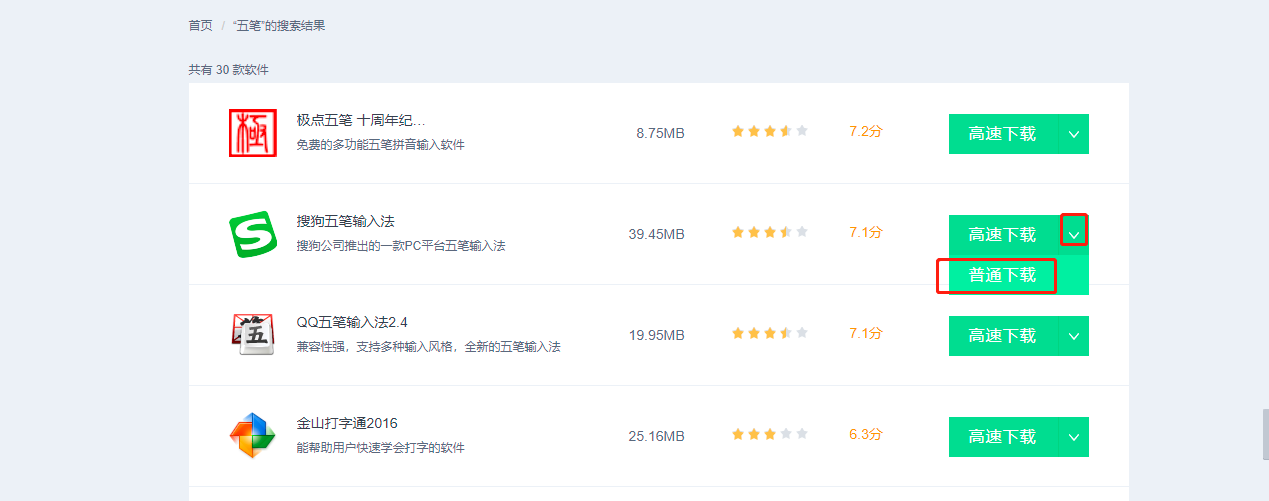 首页 / “五笔”的搜索结果
共有 30 款软件
極
极点五笔 十周年纪...
免费的多功能五笔拼音输入软件
8.75MB
7.2分
高速下载
S
搜狗五笔输入法
搜狗公司推出的一款PC平台五笔输入法
39.45MB
7.1分
高速下载
普通下载
五
QQ五笔输入法2.4
兼容性强，支持多种输入风格，全新的五笔输入法
19.95MB
7.1分
高速下载
金山打字通2016
能帮助用户快速学会打字的软件
25.16MB
6.3分
高速下载